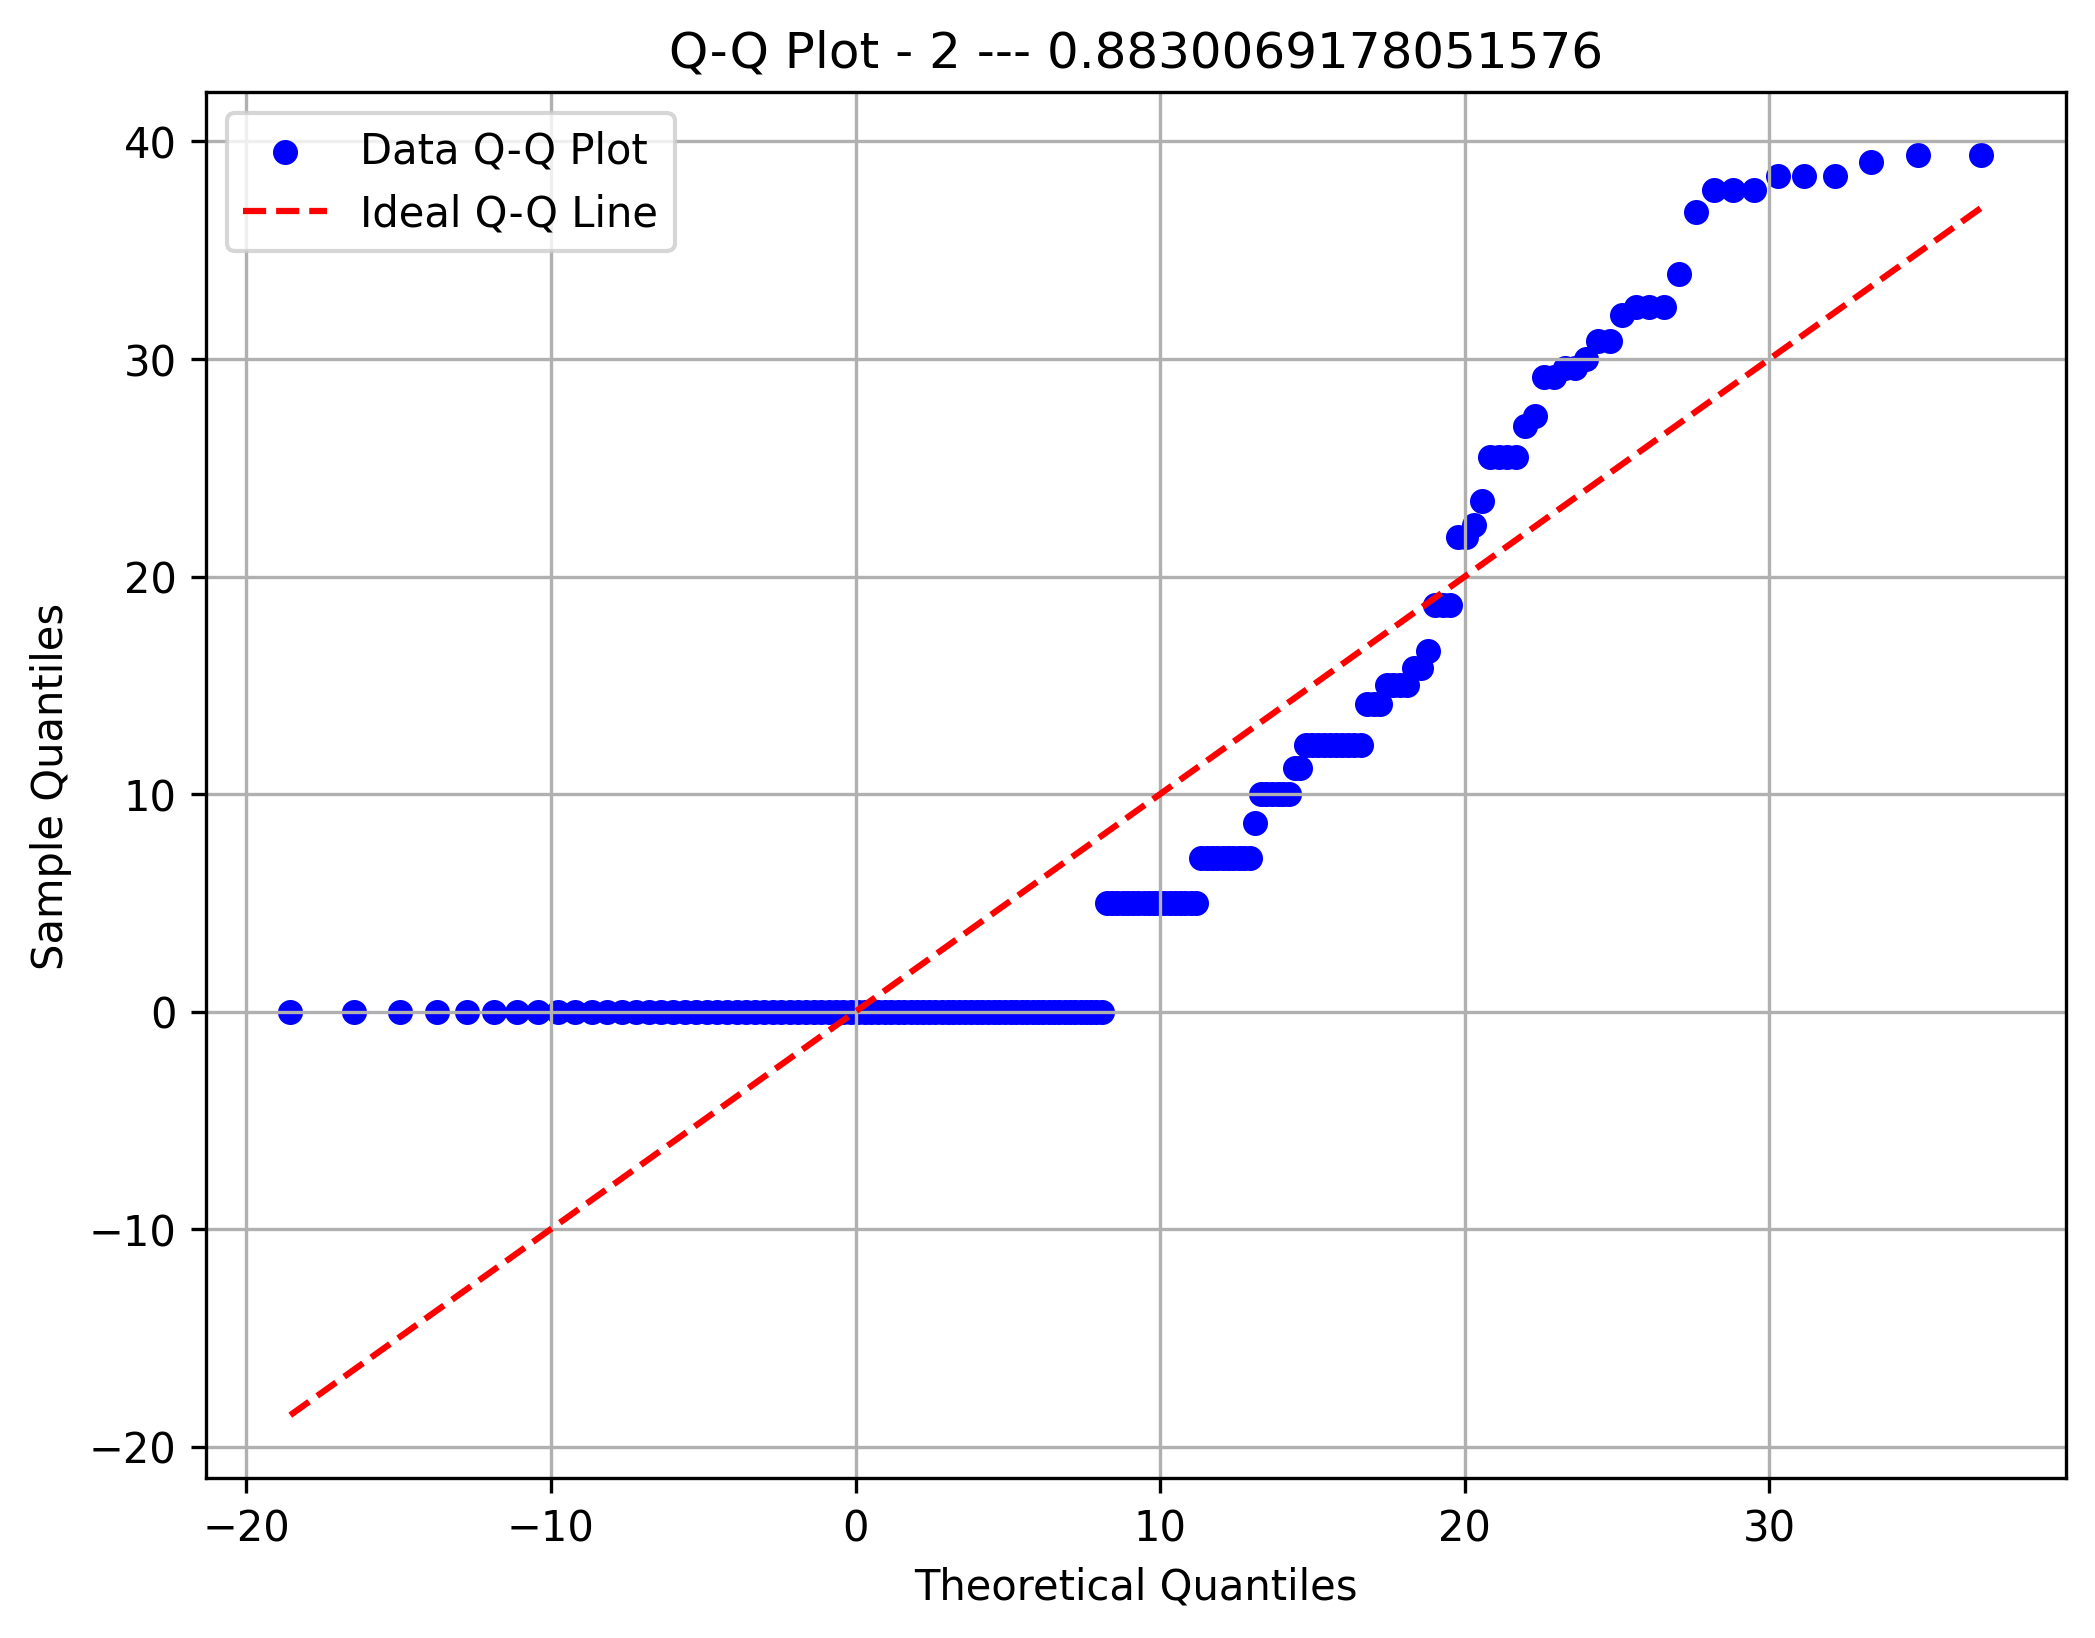 Q-Q Plot - 2 --- 0.8830069178051576
Data Q-Q Plot
Ideal Q-Q Line
40
30
20
10
0
−10
−20
Sample Quantiles
−20 −10 0 10 20 30
Theoretical Quantiles